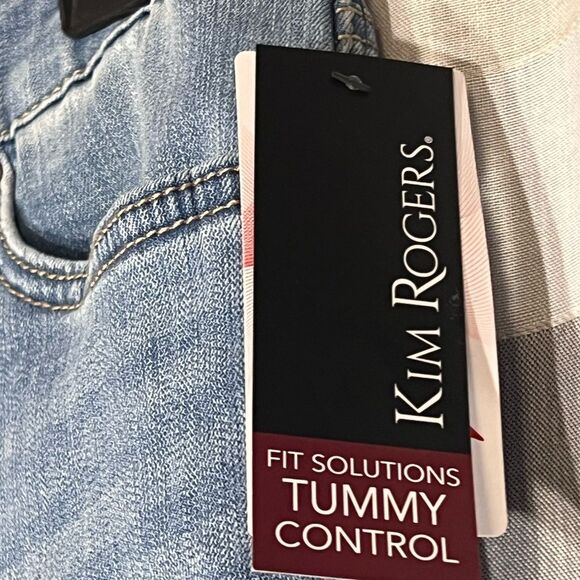 KIM ROGERS®
FIT SOLUTIONS
TUMMY
CONTROL